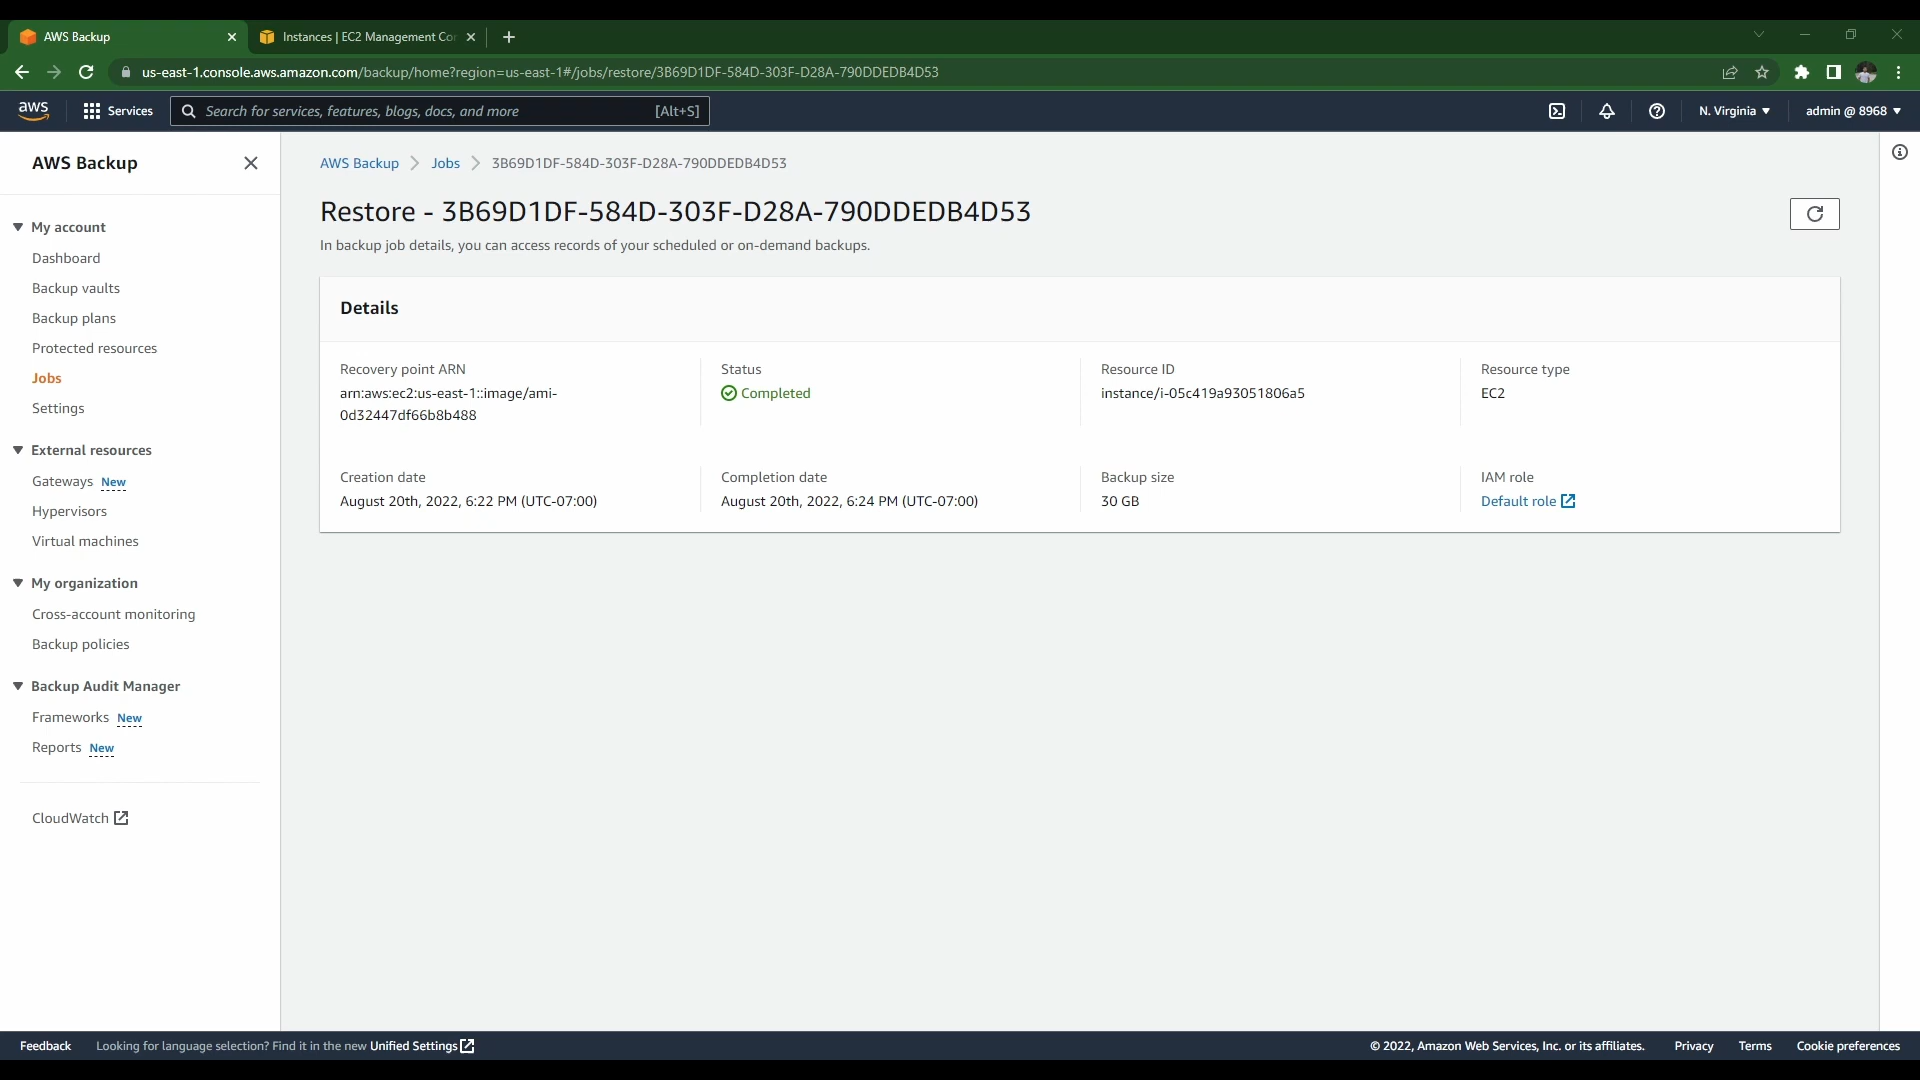 AWS Backup
Instances | EC2 Management Cor
us-east-1.console.aws.amazon.com/backup/home?region=us-east-1#/jobs/restore/3B69D1DF-584D-303F-D28A-790DDEDB4D53
aws
Services
Search for services, features, blogs, docs, and more
[Alt+S]
N. Virginia
admin @ 8968
AWS Backup
My account
Dashboard
Backup vaults
Backup plans
Protected resources
Jobs
Settings
External resources
Gateways New
Hypervisors
Virtual machines
My organization
Cross-account monitoring
Backup policies
Backup Audit Manager
Frameworks New
Reports New
CloudWatch
AWS Backup > Jobs > 3B69D1DF-584D-303F-D28A-790DDEDB4D53
Restore - 3B69D1DF-584D-303F-D28A-790DDEDB4D53
In backup job details, you can access records of your scheduled or on-demand backups.
Details
Recovery point ARN
arn:aws:ec2:us-east-1::image/ami-
0d32447df66b8b488
Status
Completed
Resource ID
instance/i-05c419a93051806a5
Resource type
EC2
Creation date
August 20th, 2022, 6:22 PM (UTC-07:00)
Completion date
August 20th, 2022, 6:24 PM (UTC-07:00)
Backup size
30 GB
IAM role
Default role
Feedback
Looking for language selection? Find it in the new Unified Settings
© 2022, Amazon Web Services, Inc. or its affiliates.
Privacy
Terms
Cookie preferences